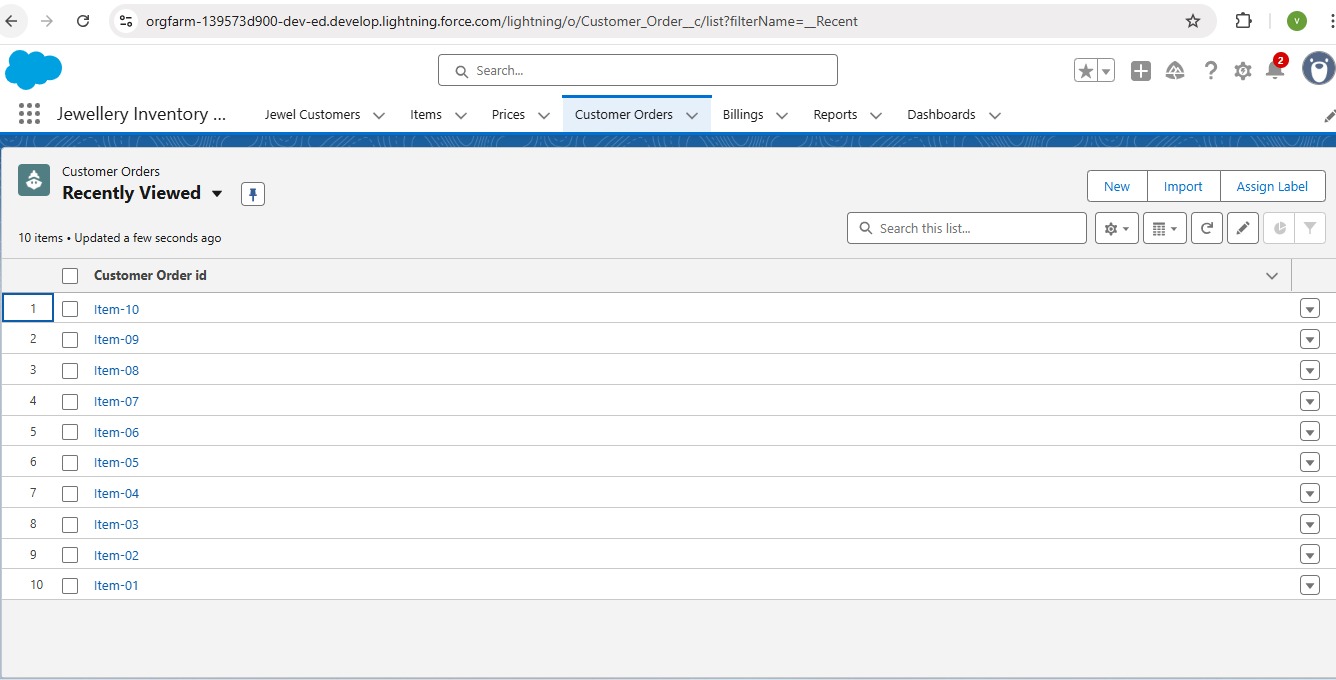 orgfarm-139573d900-dev-ed.develop.lightning.force.com/lightning/o/Customer_Order__c/list?filterName=__Recent
V
Search...
2
Jewellery Inventory ...
Jewel Customers
Items
Prices
Customer Orders
Billings
Reports
Dashboards
Customer Orders
Recently Viewed
New
Import
Assign Label
10 items • Updated a few seconds ago
Search this list...
Customer Order id
1 Item-10
2 Item-09
3 Item-08
4 Item-07
5 Item-06
6 Item-05
7 Item-04
8 Item-03
9 Item-02
10 Item-01